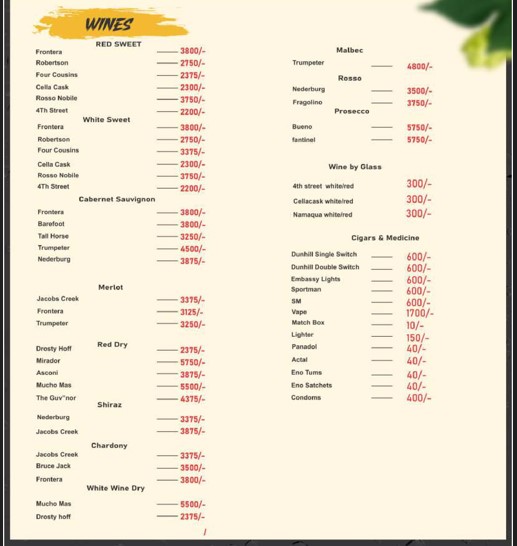 WINES
RED SWEET
Frontera 3800/-
Robertson 2750/-
Four Cousins 2375/-
Cella Cask 2300/-
Rosso Nobile 3750/-
4Th Street 2200/-
White Sweet
Frontera 3800/-
Robertson 2750/-
Four Cousins 3375/-
Cella Cask 2300/-
Rosso Nobile 3750/-
4Th Street 2200/-
Cabernet Sauvignon
Frontera 3800/-
Barefoot 3800/-
Tall Horse 3250/-
Trumpeter 4500/-
Nederburg 3875/-
Merlot
Jacobs Creek 3375/-
Frontera 3125/-
Trumpeter 3250/-
Red Dry
Drosty Hoff 2375/-
Mirador 5750/-
Asconi 3875/-
Mucho Mas 5500/-
The Guv"nor 4375/-
Shiraz
Nederburg 3375/-
Jacobs Creek 3875/-
Chardony
Jacobs Creek 3375/-
Bruce Jack 3500/-
Frontera 3800/-
White Wine Dry
Mucho Mas 5500/-
Drosty hoff 2375/-
/
Malbec
Trumpeter 4800/-
Rosso
Nederburg 3500/-
Fragolino 3750/-
Prosecco
Bueno 5750/-
fantinel 5750/-
Wine by Glass
4th street white/red 300/-
Cellacask white/red 300/-
Namaqua white/red 300/-
Cigars & Medicine
Dunhill Single Switch 600/-
Dunhill Double Switch 600/-
Embassy Lights 600/-
Sportman 600/-
SM 600/-
Vape 1700/-
Match Box 10/-
Lighter 150/-
Panadol 40/-
Actal 40/-
Eno Tums 40/-
Eno Satchets 40/-
Condoms 400/-